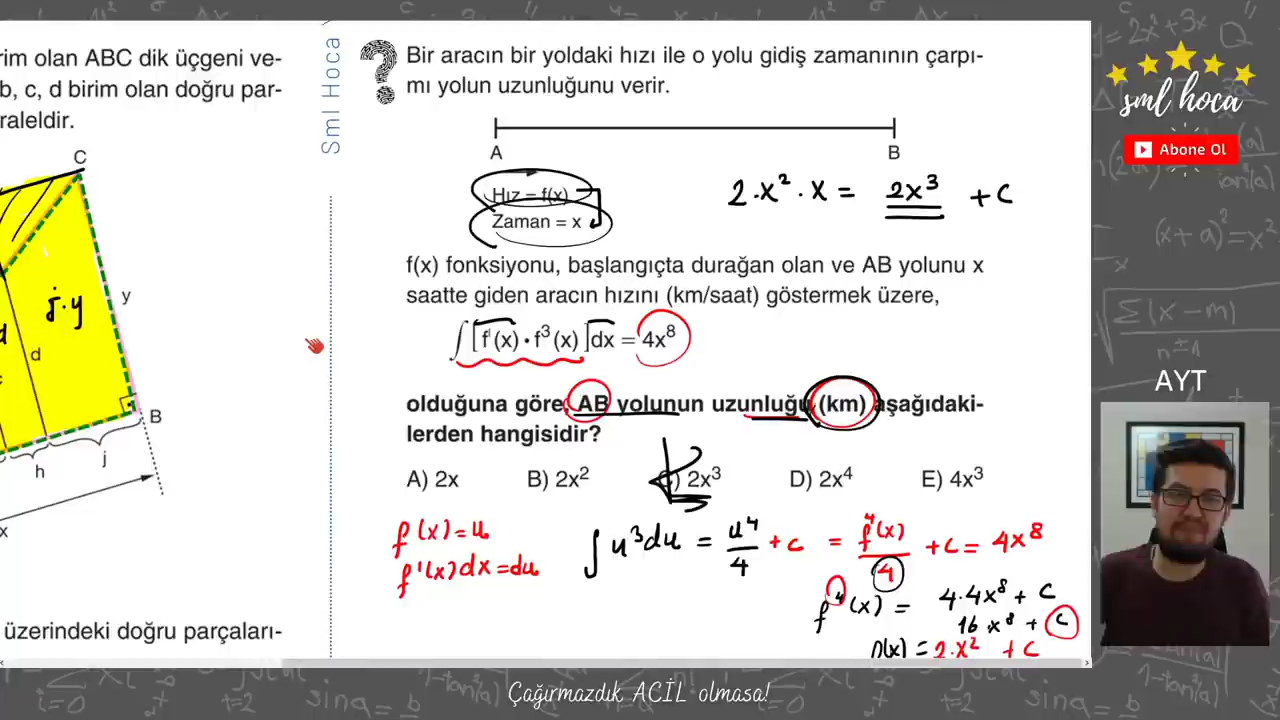 rim olan ABC dik üçgeni ve-
b, c, d birim olan doğru par-
raleldir.
C
y
j.y
d
B
h
j
x
üzerindeki doğru parçaları-
Sml Hoca
Bir aracın bir yoldaki hızı ile o yolu gidiş zamanının çarpı-
mı yolun uzunluğunu verir.
A B
Hız = f(x)
Zaman = x
2·x² · x = 2x³ + C
f(x) fonksiyonu, başlangıçta durağan olan ve AB yolunu x
saatte giden aracın hızını (km/saat) göstermek üzere,
∫ [f'(x) · f³(x)] dx = 4x⁸
olduğuna göre, AB yolunun uzunluğu (km) aşağıdaki-
lerden hangisidir?
A) 2x B) 2x² C) 2x³ D) 2x⁴ E) 4x³
f(x) = u
f'(x)dx = du
∫ u³du = u⁴/4 + c = f⁴(x)/4 + c = 4x⁸
f⁴(x) = 4·4x⁸ + C
16·x⁸ + C
f(x) = 2·x² + C
sml hoca
Abone Ol
AYT
Çağırmazdık ACİL olmasa!